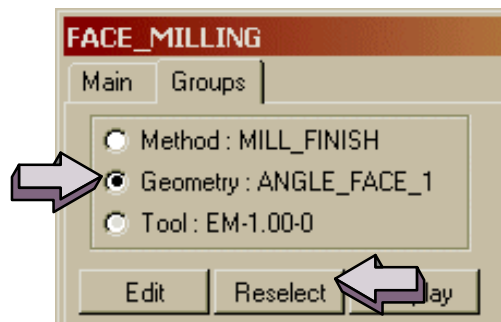 FACE_MILLING
Main Groups
Method : MILL_FINISH
Geometry : ANGLE_FACE_1
Tool : EM-1.00-0
Edit Reselect